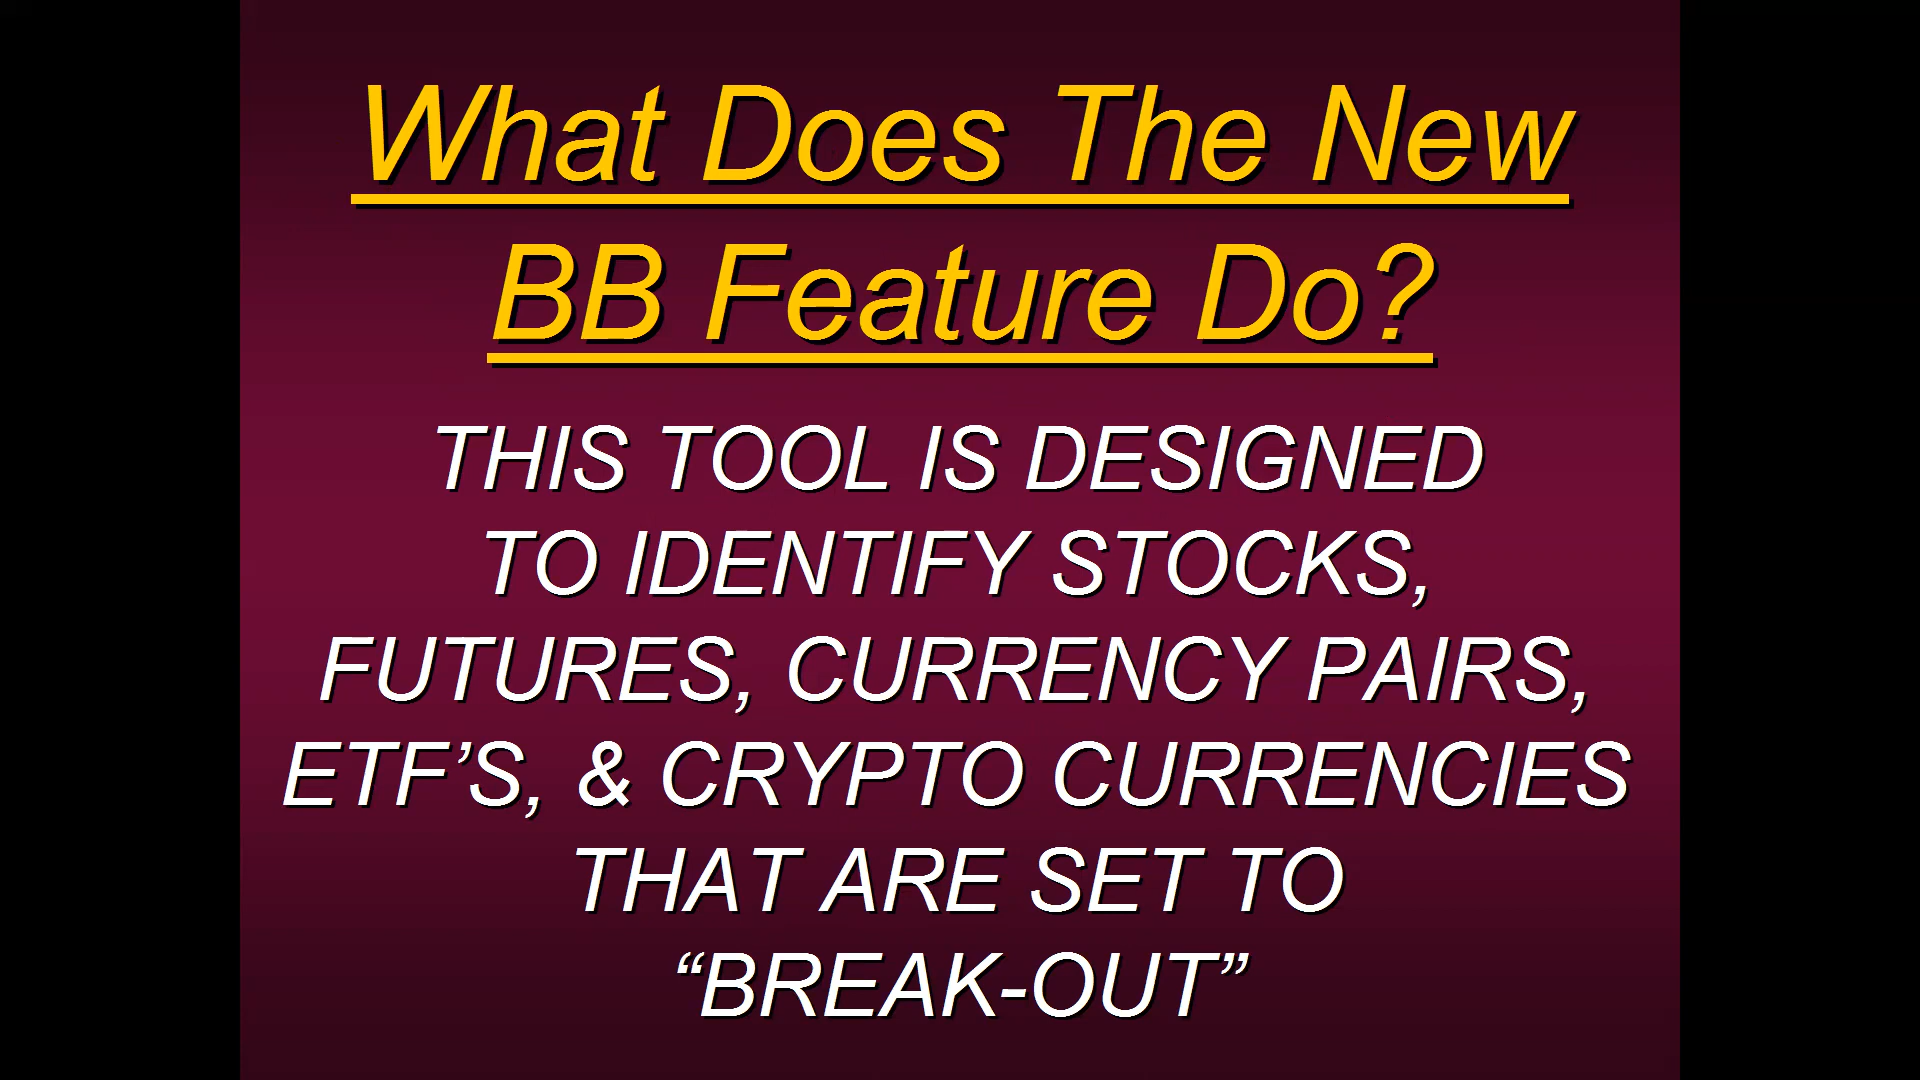 What Does The New
BB Feature Do?
THIS TOOL IS DESIGNED
TO IDENTIFY STOCKS,
FUTURES, CURRENCY PAIRS,
ETF’S, & CRYPTO CURRENCIES
THAT ARE SET TO
“BREAK-OUT”